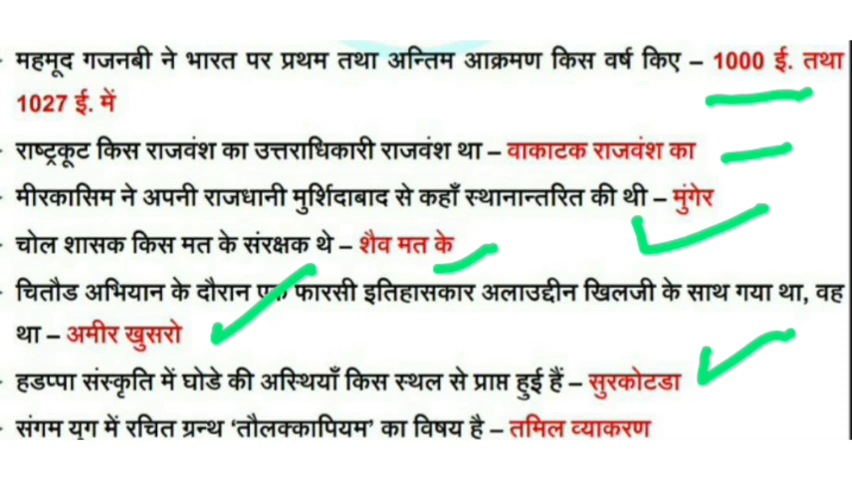 - महमूद गजनबी ने भारत पर प्रथम तथा अन्तिम आक्रमण किस वर्ष किए – 1000 ई. तथा
1027 ई. में
- राष्ट्रकूट किस राजवंश का उत्तराधिकारी राजवंश था – वाकाटक राजवंश का
- मीरकासिम ने अपनी राजधानी मुर्शिदाबाद से कहाँ स्थानान्तरित की थी – मुंगेर
- चोल शासक किस मत के संरक्षक थे – शैव मत के
- चितौड अभियान के दौरान एक फारसी इतिहासकार अलाउद्दीन खिलजी के साथ गया था, वह
था – अमीर खुसरो
- हडप्पा संस्कृति में घोडे की अस्थियाँ किस स्थल से प्राप्त हुई हैं – सुरकोटडा
- संगम युग में रचित ग्रन्थ ‘तौलक्कापियम’ का विषय है – तमिल व्याकरण